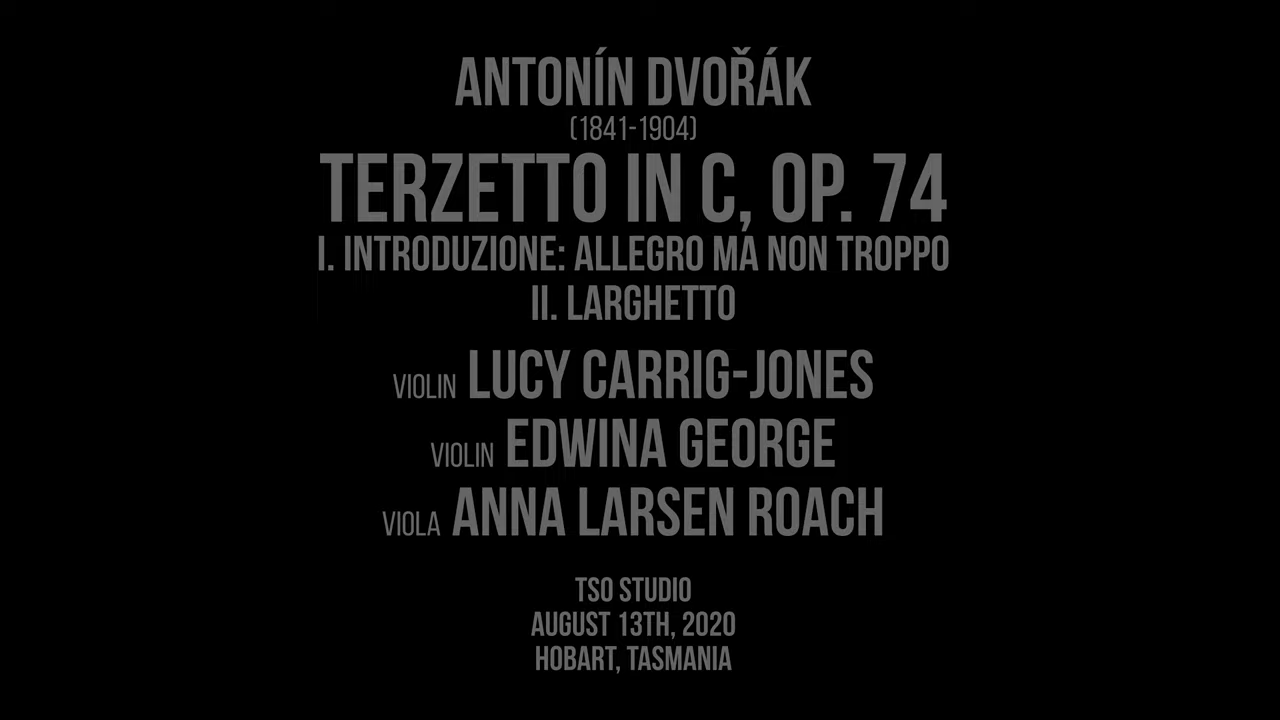 ANTONÍN DVOŘÁK
(1841-1904)
TERZETTO IN C, OP. 74
I. INTRODUZIONE: ALLEGRO MA NON TROPPO
II. LARGHETTO
VIOLIN LUCY CARRIG-JONES
VIOLIN EDWINA GEORGE
VIOLA ANNA LARSEN ROACH
TSO STUDIO
AUGUST 13TH, 2020
HOBART, TASMANIA